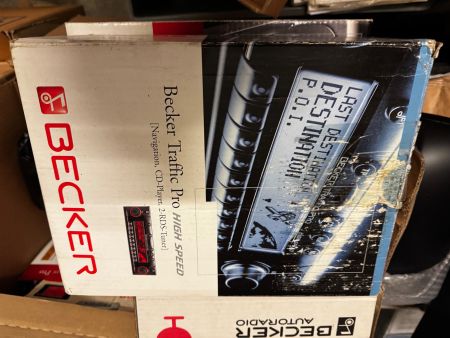 BECKER
Becker Traffic Pro HIGH SPEED
[Navigation, CD-Player, 2-RDS-Tuner]
LAST DESTINATION
DESTINATION
P.O.I.
BECKER
AUTORADIO